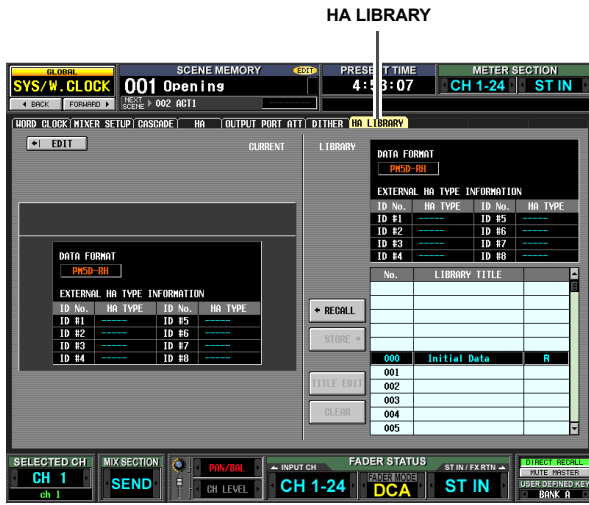 HA LIBRARY
GLOBAL
SYS/W.CLOCK
BACK FORWARD
SCENE MEMORY EDIT
001 Opening
NEXT SCENE 002 ACT1
PRESENT TIME
4:53:07
METER SECTION
CH 1-24 ST IN
WORD CLOCK MIXER SETUP CASCADE HA OUTPUT PORT ATT DITHER HA LIBRARY
EDIT CURRENT LIBRARY
DATA FORMAT
PM5D-RH
EXTERNAL HA TYPE INFORMATION
ID No. HA TYPE ID No. HA TYPE
ID #1 ----- ID #5 -----
ID #2 ----- ID #6 -----
ID #3 ----- ID #7 -----
ID #4 ----- ID #8 -----
DATA FORMAT
PM5D-RH
EXTERNAL HA TYPE INFORMATION
ID No. HA TYPE ID No. HA TYPE
ID #1 ----- ID #5 -----
ID #2 ----- ID #6 -----
ID #3 ----- ID #7 -----
ID #4 ----- ID #8 -----
RECALL
STORE
TITLE EDIT
CLEAR
No. LIBRARY TITLE
000 Initial Data R
001
002
003
004
005
SELECTED CH
CH 1
ch 1
MIX SECTION
SEND
PAN/BAL
CH LEVEL
FADER STATUS
INPUT CH
CH 1-24
FADER MODE
DCA
ST IN / FX RTN
ST IN
DIRECT RECALL
MUTE MASTER
USER DEFINED KEY
BANK A